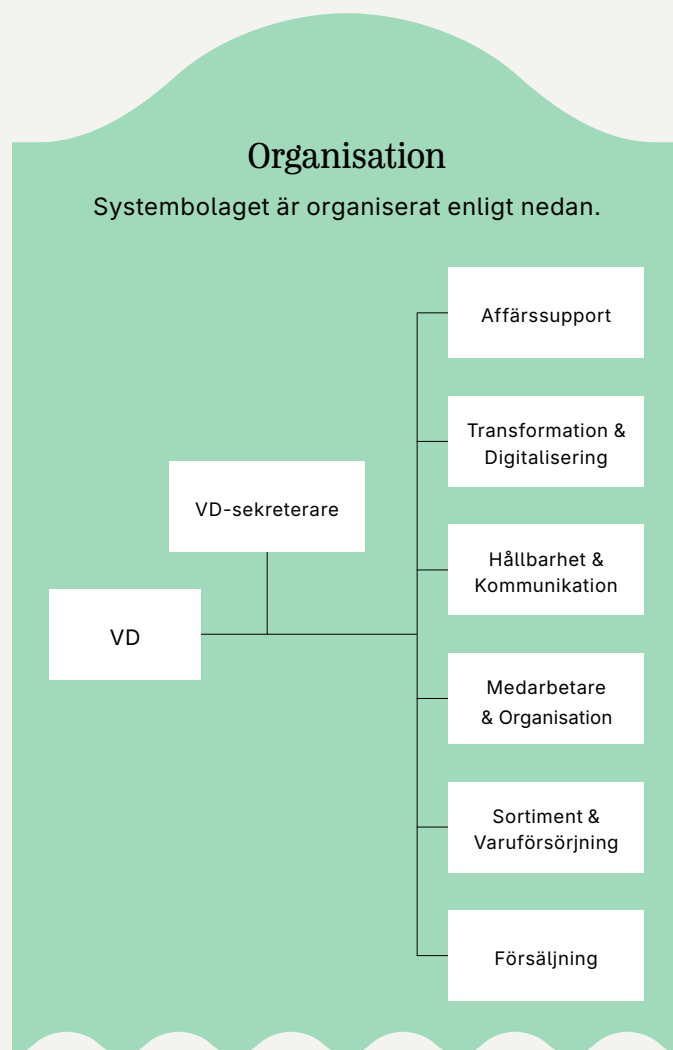 Organisation
Systembolaget är organiserat enligt nedan.
Affärssupport
Transformation &
Digitalisering
VD-sekreterare
Hållbarhet &
Kommunikation
VD
Medarbetare
& Organisation
Sortiment &
Varuförsörjning
Försäljning